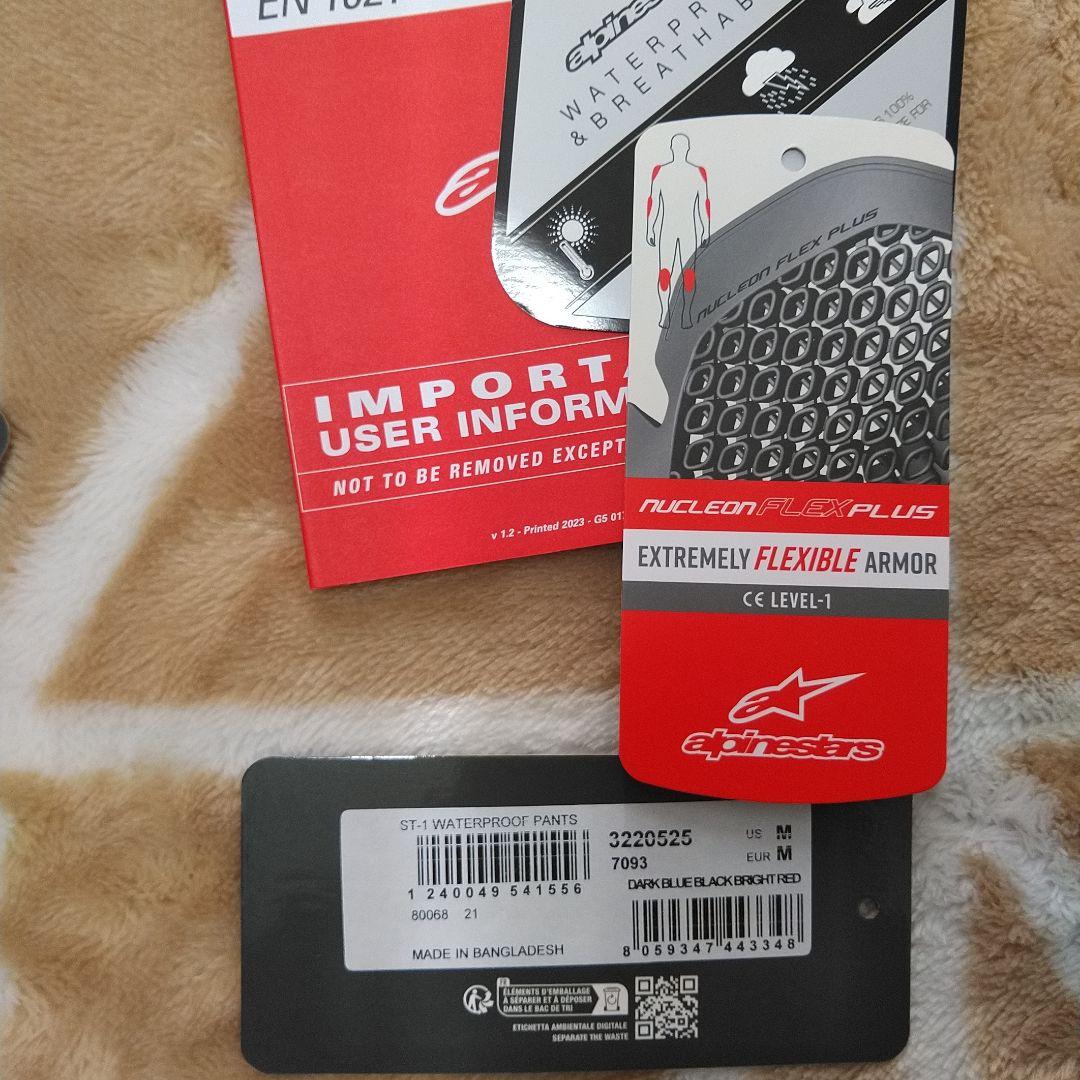 EN 1621
alpinestars
WATERPR
& BREATHAB
100%
FOR
NUCLEON FLEX PLUS
IMPORTA
USER INFORM
NOT TO BE REMOVED EXCEPT
v 1.2 - Printed 2023 - G5 017
NUCLEON FLEX PLUS
EXTREMELY FLEXIBLE ARMOR
CE LEVEL-1
alpinestars
ST-1 WATERPROOF PANTS
1 240049 541556
80068 21
MADE IN BANGLADESH
3220525
7093
US M
EUR M
DARK BLUE BLACK BRIGHT RED
8 059347 443348
FR
ÉLÉMENTS D'EMBALLAGE
À SÉPARER ET À DÉPOSER
DANS LE BAC DE TRI
ETICHETTA AMBIENTALE DIGITALE
SEPARATE THE WASTE